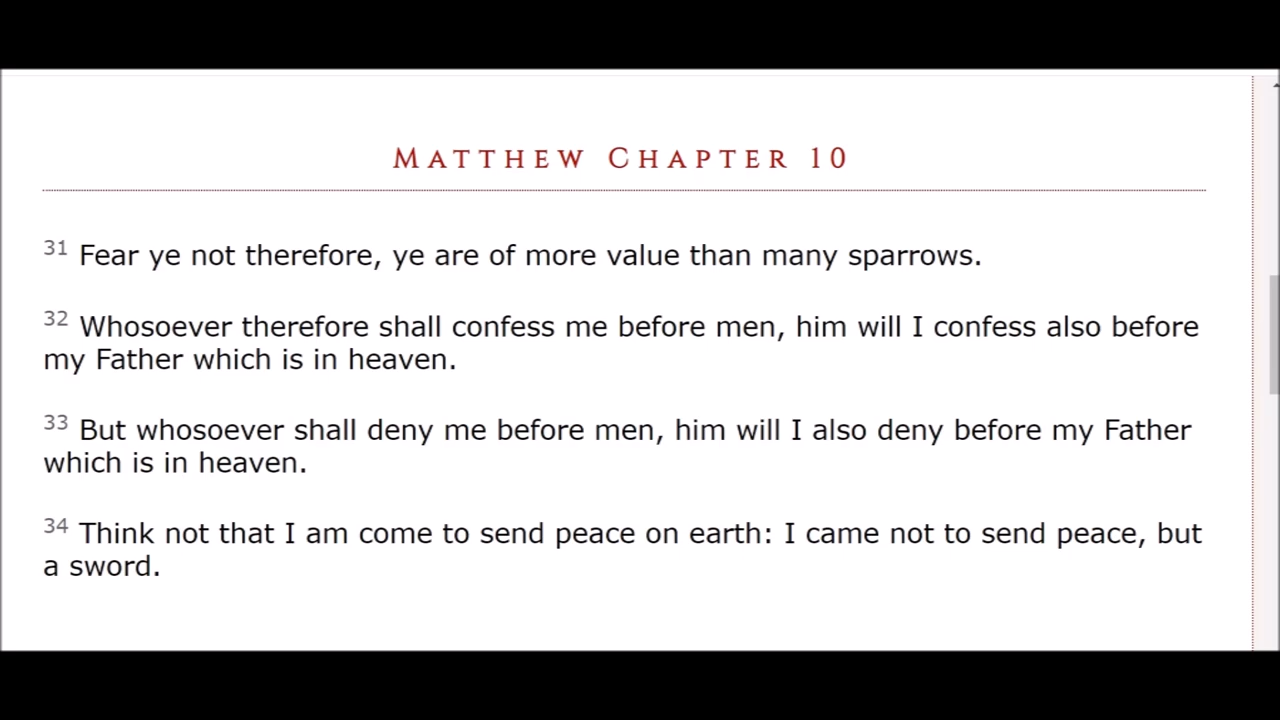 MATTHEW CHAPTER 10
31 Fear ye not therefore, ye are of more value than many sparrows.
32 Whosoever therefore shall confess me before men, him will I confess also before
my Father which is in heaven.
33 But whosoever shall deny me before men, him will I also deny before my Father
which is in heaven.
34 Think not that I am come to send peace on earth: I came not to send peace, but
a sword.